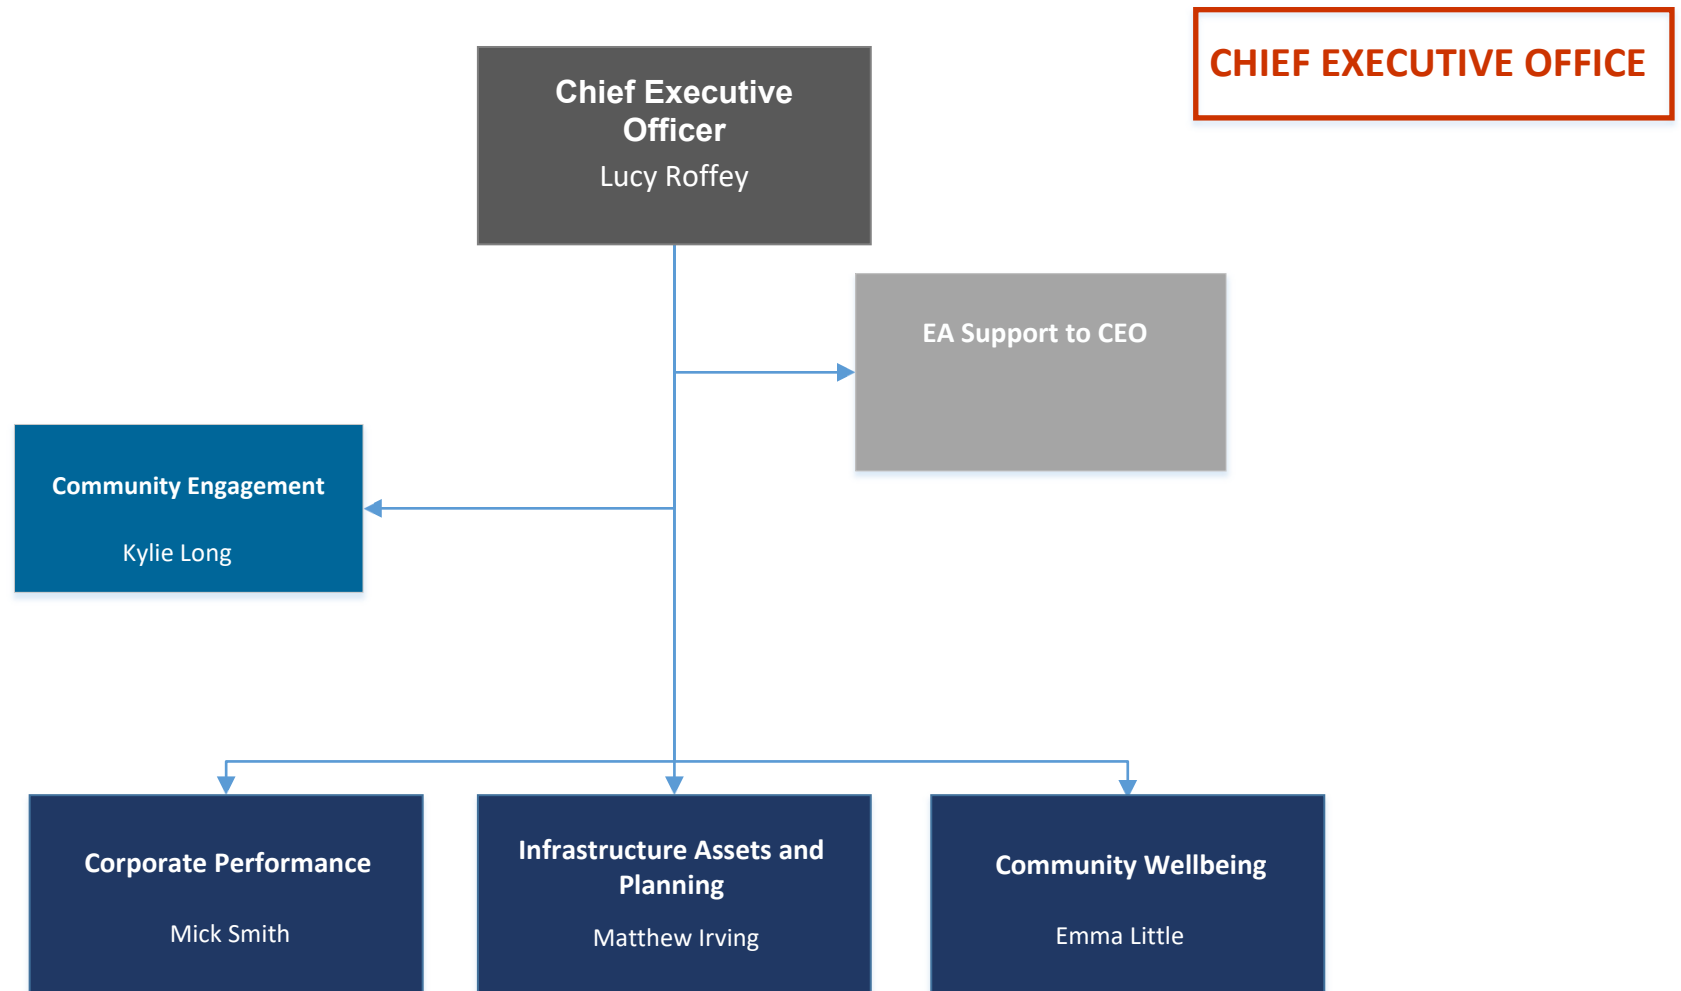 CHIEF EXECUTIVE OFFICE
Chief Executive
Officer
Lucy Roffey
EA Support to CEO
Community Engagement
Kylie Long
Corporate Performance
Mick Smith
Infrastructure Assets and
Planning
Matthew Irving
Community Wellbeing
Emma Little